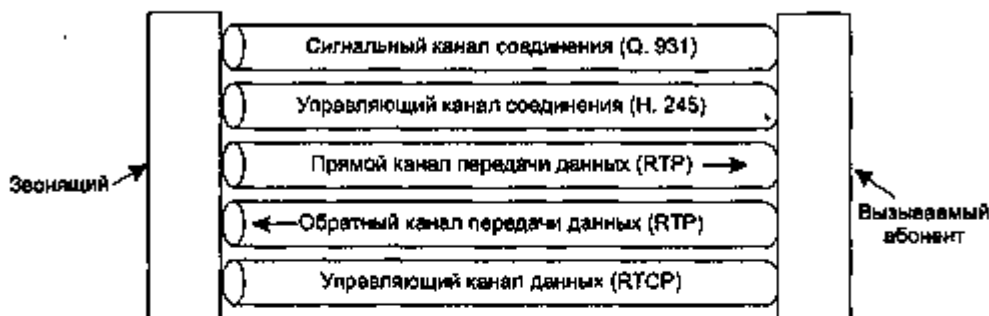 Сигнальный канал соединения (Q. 931)
Управляющий канал соединения (H. 245)
Прямой канал передачи данных (RTP)
Звонящий
Обратный канал передачи данных (RTP)
Вызываемый
абонент
Управляющий канал данных (RTCP)